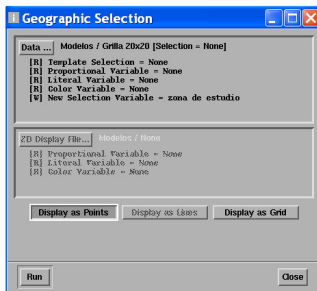 Geographic Selection
Data ... Modelos / Grilla 20x20 [Selection = None]
[R] Template Selection = None
[R] Proportional Variable = None
[R] Literal Variable = None
[R] Color Variable = None
[W] New Selection Variable = zona de estudio
2D Display File... Modelos / None
[R] Proportional Variable = None
[R] Literal Variable = None
[R] Color Variable = None
Display as Points Display as Lines Display as Grid
Run Close